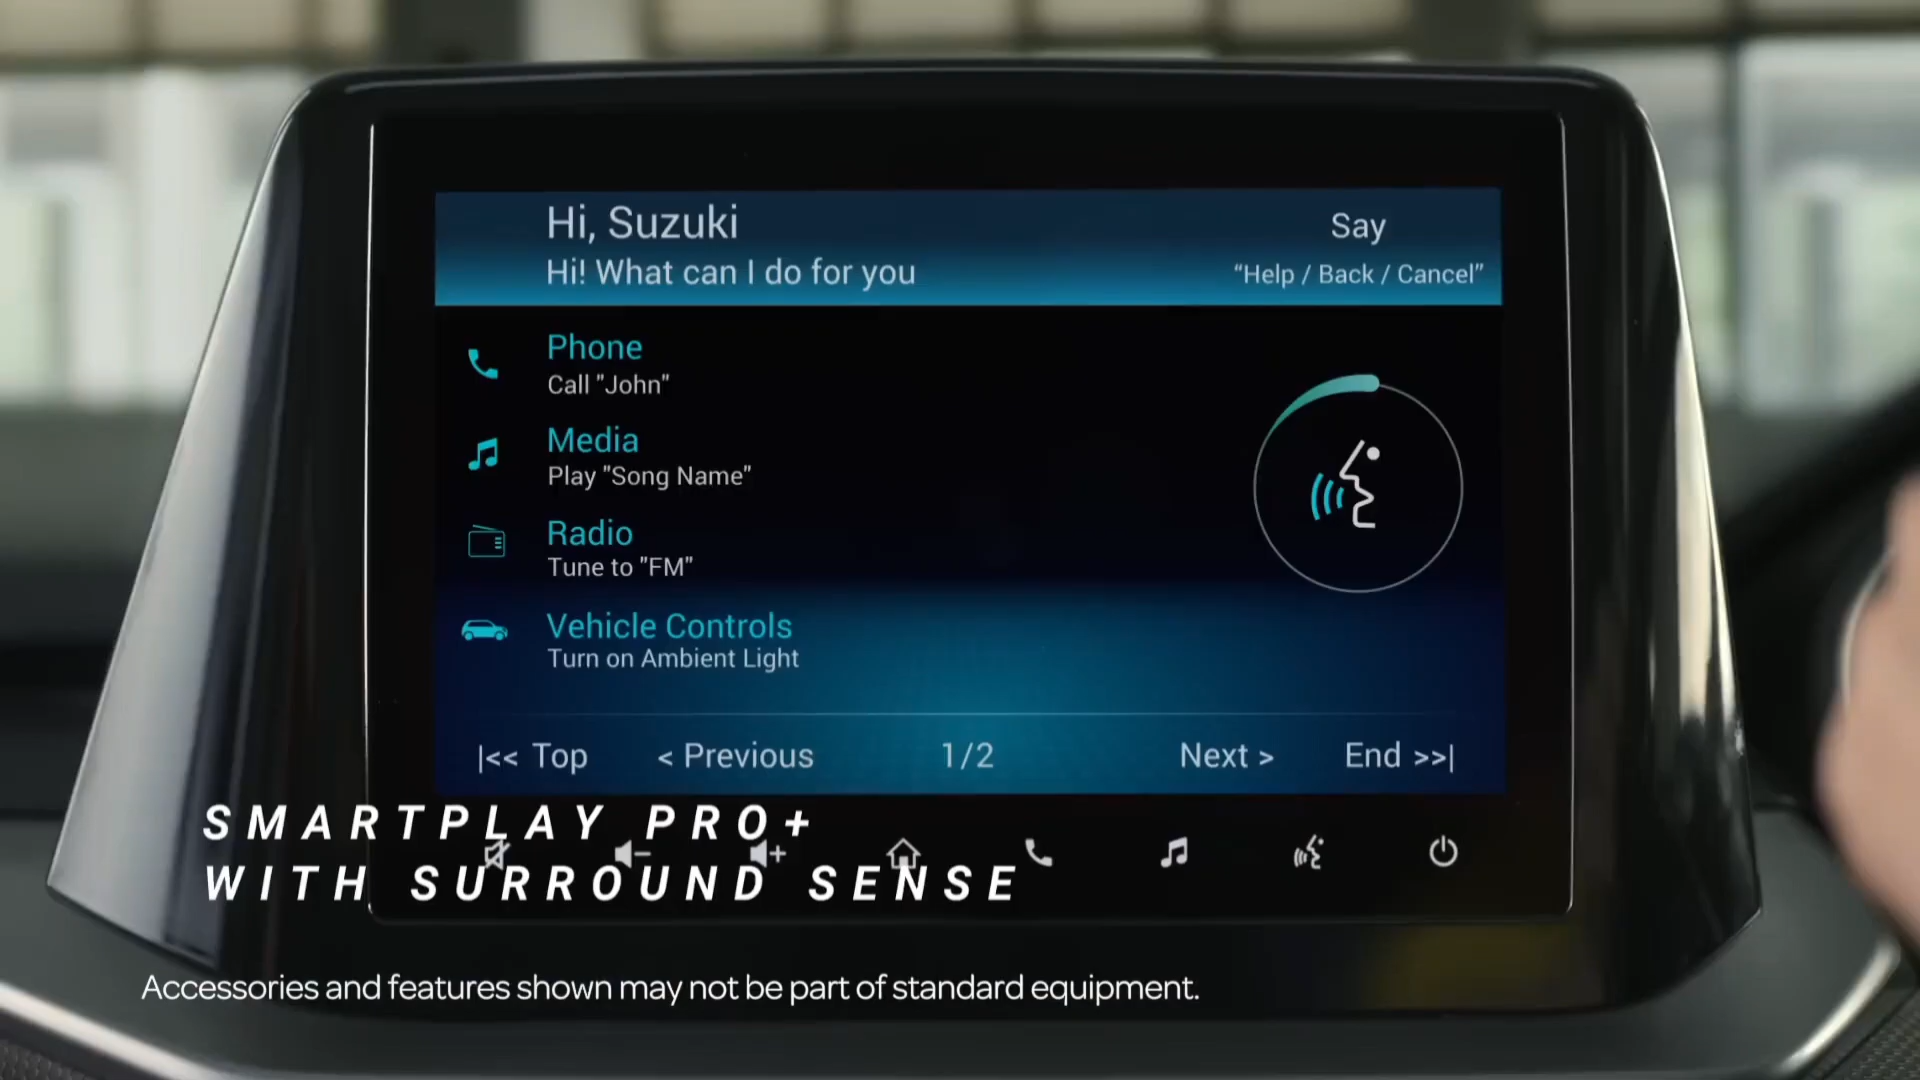 Hi, Suzuki
Hi! What can I do for you
Say
“Help / Back / Cancel”
Phone
Call "John"
Media
Play "Song Name"
Radio
Tune to "FM"
Vehicle Controls
Turn on Ambient Light
|<< Top < Previous 1/2 Next > End >>|
SMARTPLAY PRO+
WITH SURROUND SENSE
Accessories and features shown may not be part of standard equipment.